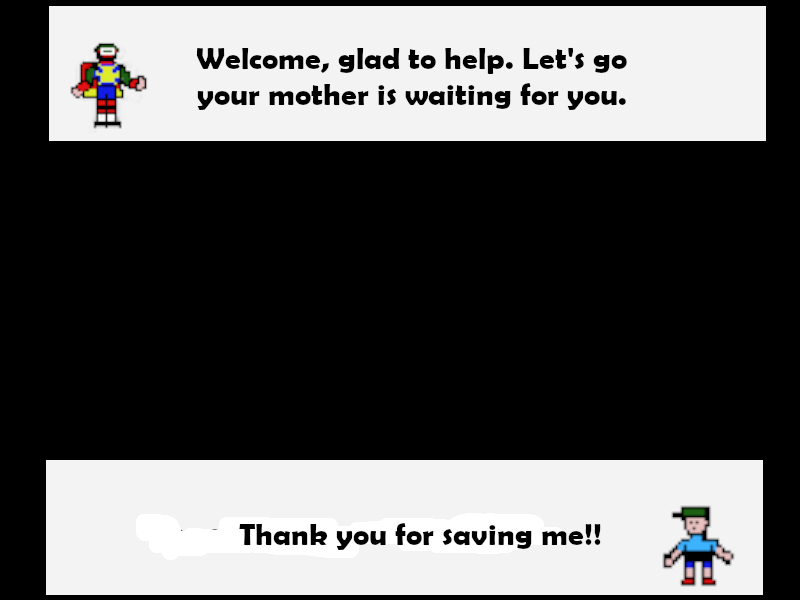 Welcome, glad to help. Let's go
your mother is waiting for you.
Thank you for saving me!!